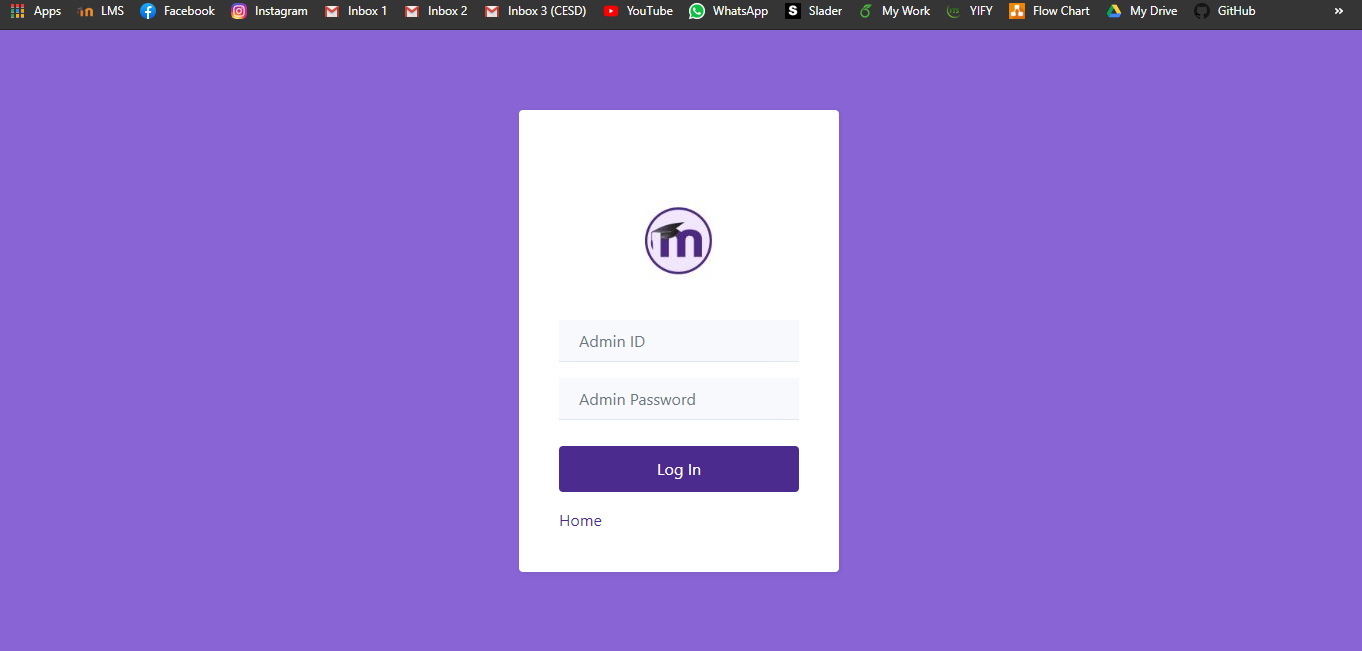 Apps LMS Facebook Instagram Inbox 1 Inbox 2 Inbox 3 (CESD) YouTube WhatsApp S Slader My Work YIFY Flow Chart My Drive GitHub »
m
Admin ID
Admin Password
Log In
Home